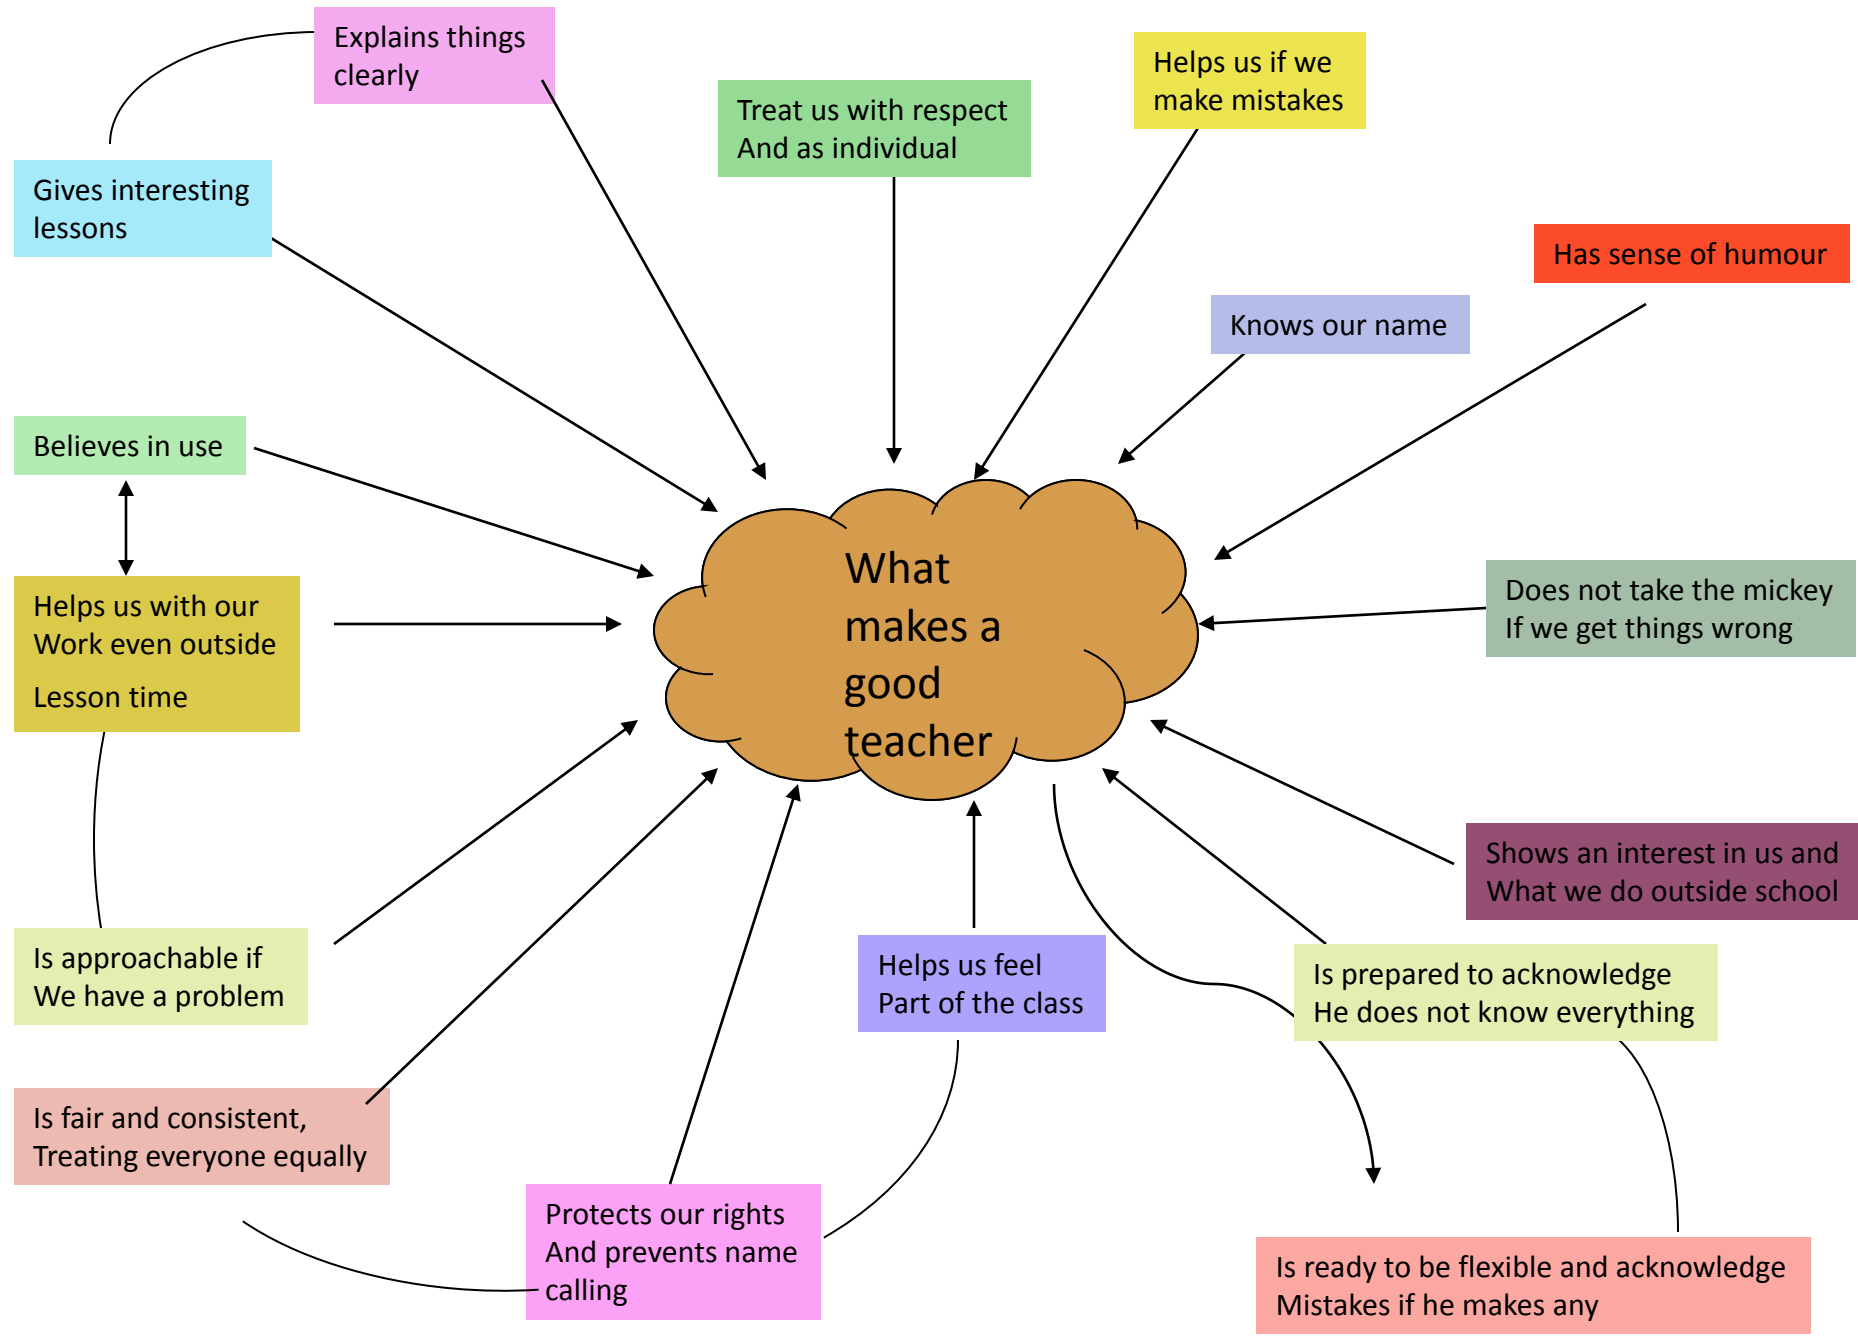 Explains things
clearly
Helps us if we
make mistakes
Treat us with respect
And as individual
Gives interesting
lessons
Has sense of humour
Knows our name
Believes in use
What
makes a
good
teacher
Does not take the mickey
If we get things wrong
Helps us with our
Work even outside
Lesson time
Shows an interest in us and
What we do outside school
Is approachable if
We have a problem
Helps us feel
Part of the class
Is prepared to acknowledge
He does not know everything
Is fair and consistent,
Treating everyone equally
Protects our rights
And prevents name
calling
Is ready to be flexible and acknowledge
Mistakes if he makes any